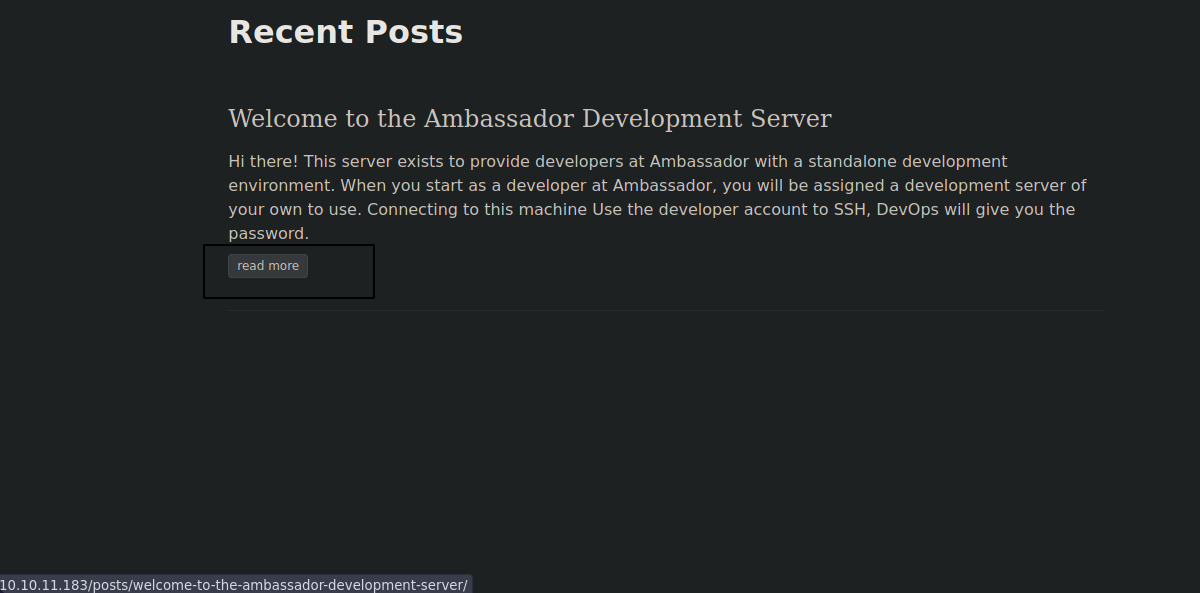 Recent Posts
Welcome to the Ambassador Development Server
Hi there! This server exists to provide developers at Ambassador with a standalone development
environment. When you start as a developer at Ambassador, you will be assigned a development server of
your own to use. Connecting to this machine Use the developer account to SSH, DevOps will give you the
password.
read more
10.10.11.183/posts/welcome-to-the-ambassador-development-server/